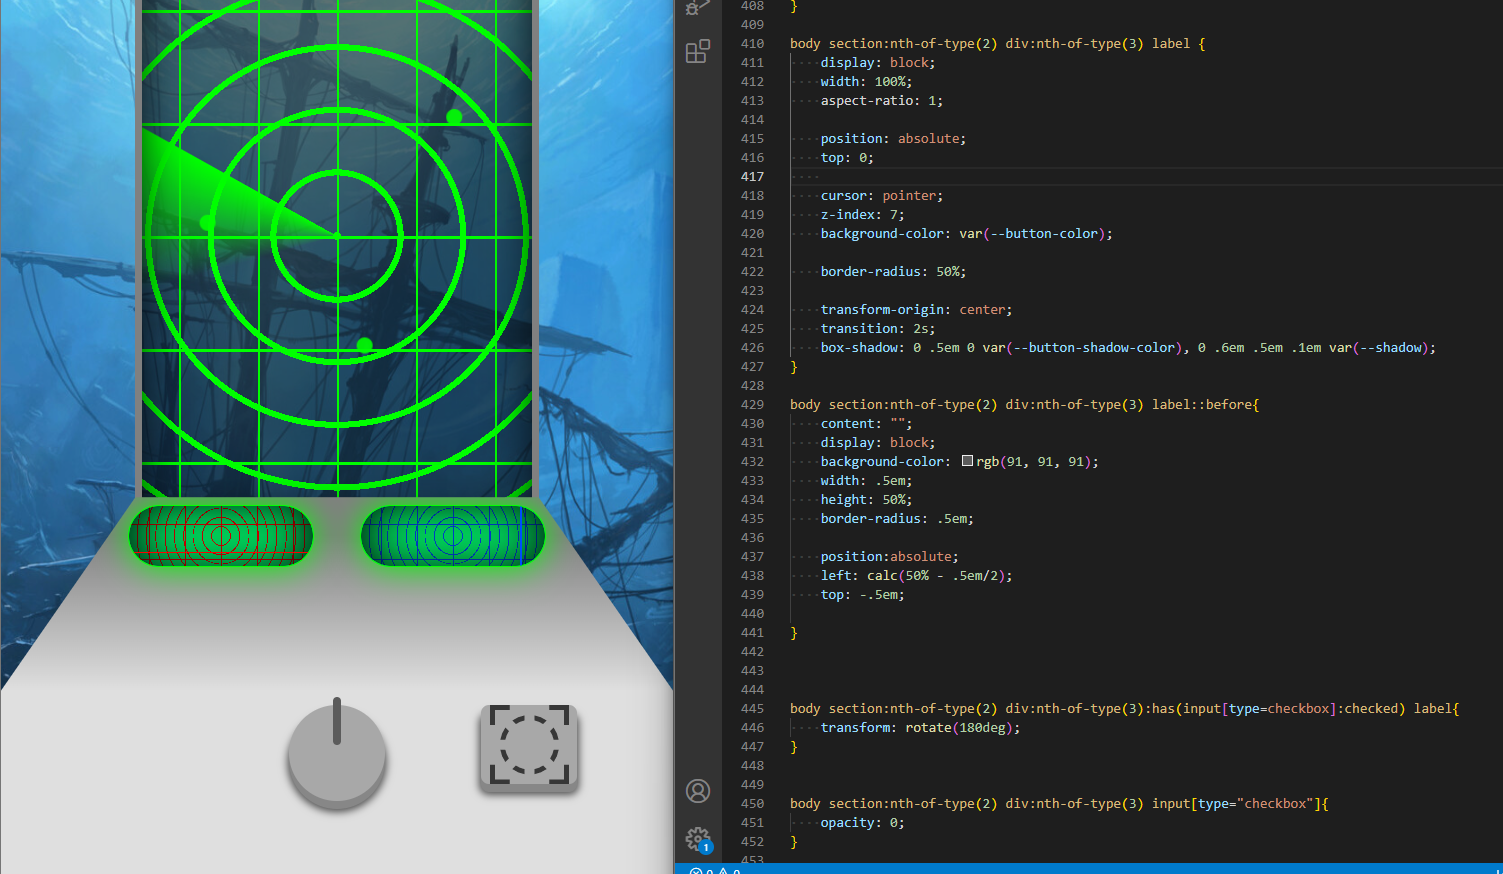 408 }
409
410 body section:nth-of-type(2) div:nth-of-type(3) label {
411 display: block;
412 width: 100%;
413 aspect-ratio: 1;
414
415 position: absolute;
416 top: 0;
417
418 cursor: pointer;
419 z-index: 7;
420 background-color: var(--button-color);
421
422 border-radius: 50%;
423
424 transform-origin: center;
425 transition: 2s;
426 box-shadow: 0 .5em 0 var(--button-shadow-color), 0 .6em .5em .1em var(--shadow);
427 }
428
429 body section:nth-of-type(2) div:nth-of-type(3) label::before{
430 content: "";
431 display: block;
432 background-color: rgb(91, 91, 91);
433 width: .5em;
434 height: 50%;
435 border-radius: .5em;
436
437 position:absolute;
438 left: calc(50% - .5em/2);
439 top: -.5em;
440
441 }
442
443
444
445 body section:nth-of-type(2) div:nth-of-type(3):has(input[type=checkbox]:checked) label{
446 transform: rotate(180deg);
447 }
448
449
450 body section:nth-of-type(2) div:nth-of-type(3) input[type="checkbox"]{
451 opacity: 0;
452 }
453
1
0 0